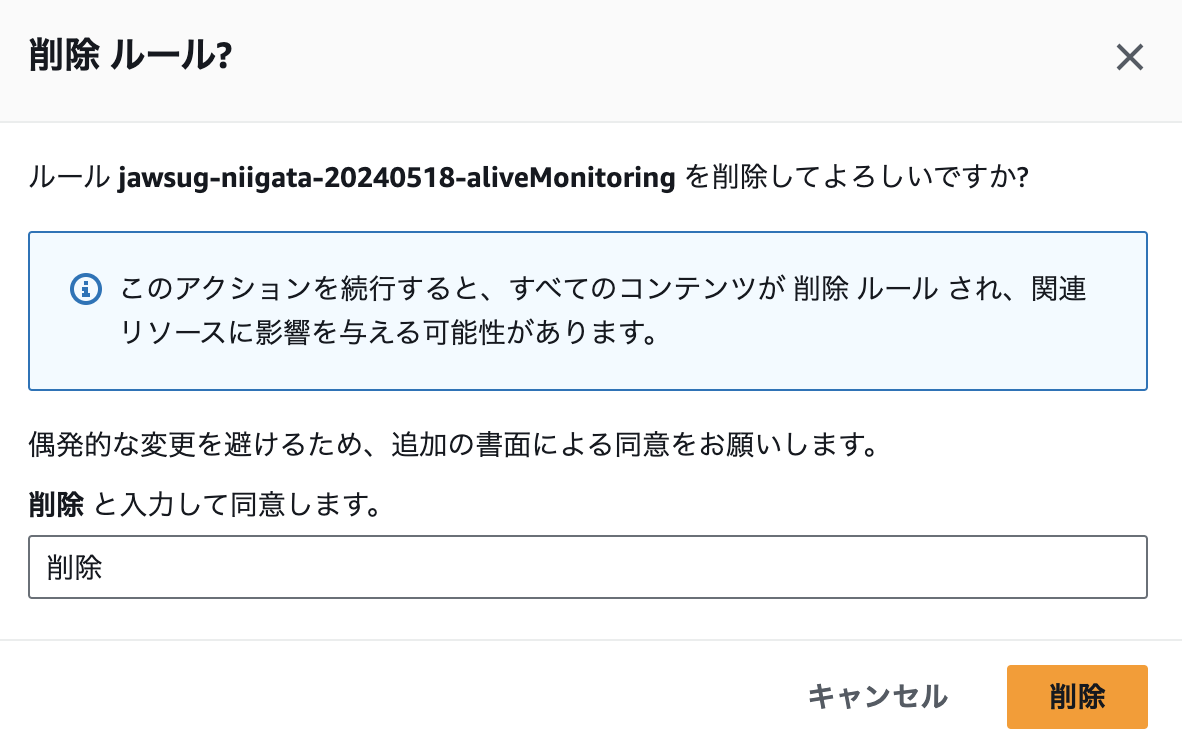 削除 ルール?
ルール jawsug-niigata-20240518-aliveMonitoring を削除してよろしいですか?
このアクションを続行すると、すべてのコンテンツが 削除 ルール され、関連
リソースに影響を与える可能性があります。
偶発的な変更を避けるため、追加の書面による同意をお願いします。
削除 と入力して同意します。
削除
キャンセル 削除